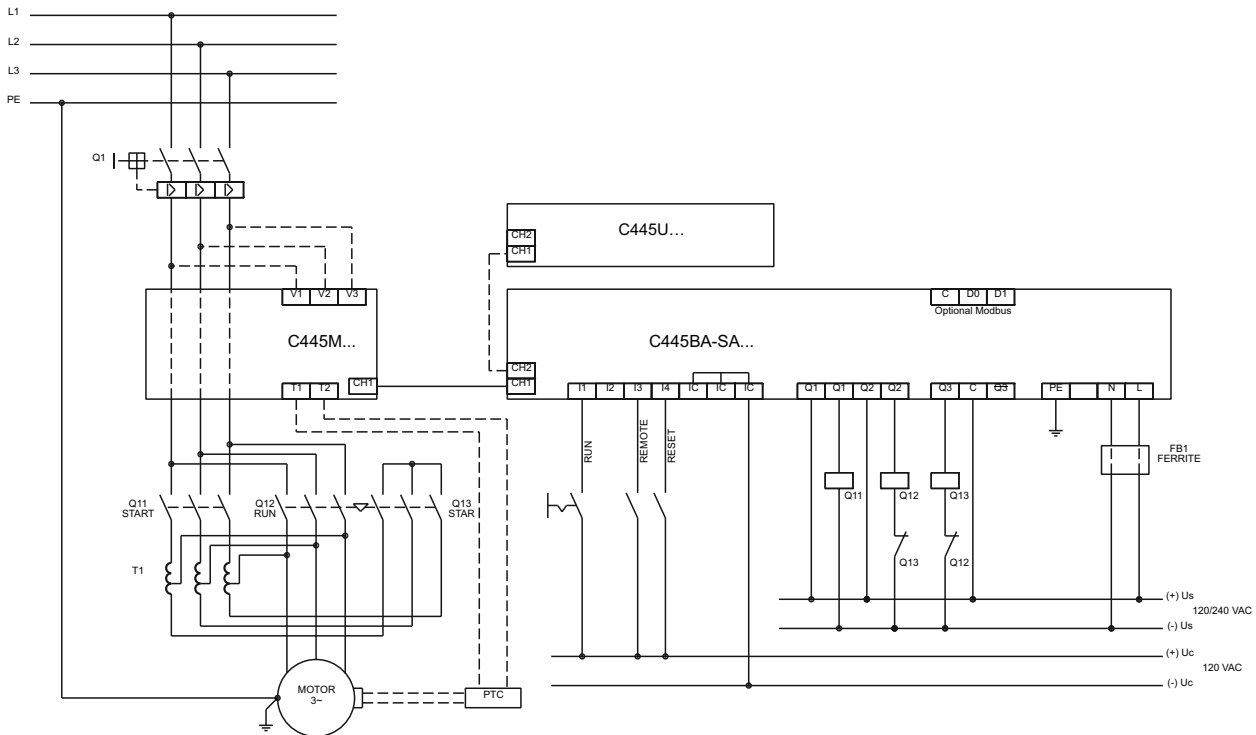 L1
L2
L3
PE
Q1
C445U...
CH2
CH1
V1 V2 V3
C D0 D1
Optional Modbus
C445M...
C445BA-SA...
T1 T2 CH1
CH2
CH1
I1 I2 I3 I4 IC IC IC
Q1 Q1 Q2 Q2
Q3 C Q3
PE N L
RUN
REMOTE
RESET
FB1
FERRITE
Q11
START
Q12
RUN
Q13
STAR
Q11
Q12
Q13
T1
Q13
Q12
(+) Us
120/240 VAC
(-) Us
(+) Uc
120 VAC
(-) Uc
MOTOR
3~
PTC